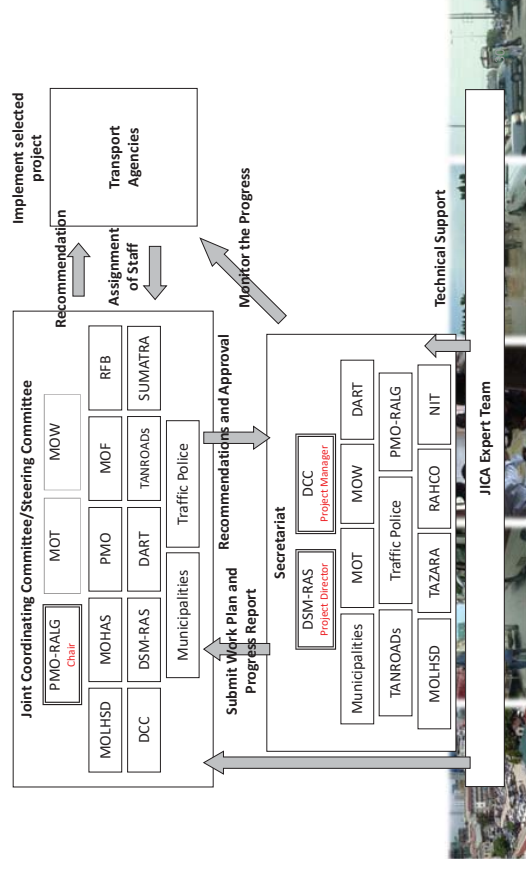 Joint Coordinating Committee/Steering Committee
PMO-RALG
Chair
MOT
MOW
MOLHSD
MOHAS
PMO
MOF
RFB
DCC
DSM-RAS
DART
TANROADs
SUMATRA
Municipalities
Traffic Police
Recommendation
Assignment
of Staff
Implement selected
project
Transport
Agencies
Monitor the Progress
Submit Work Plan and
Progress Report
Recommendations and Approval
Secretariat
DSM-RAS
Project Director
DCC
Project Manager
Municipalities
MOT
MOW
DART
TANROADs
Traffic Police
PMO-RALG
MOLHSD
TAZARA
RAHCO
NIT
Technical Support
JICA Expert Team